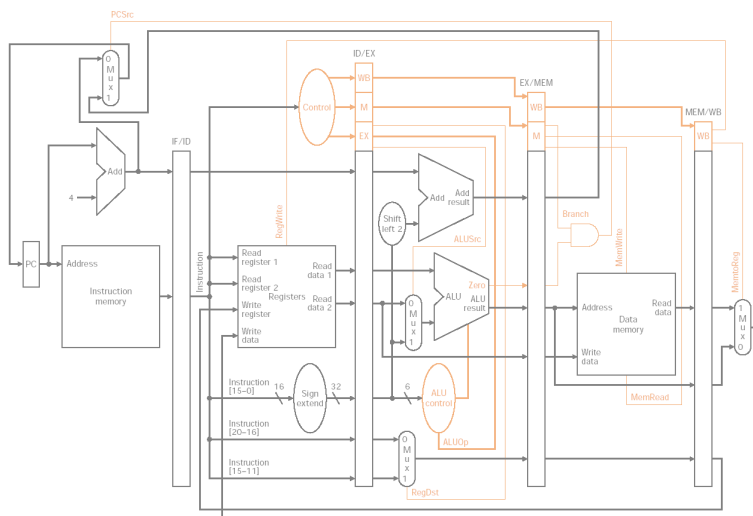 PCSrc
0
M
u
x
1
ID/EX
WB
EX/MEM
Control
M
WB
MEM/WB
EX
M
WB
IF/ID
Add
4
Add
Add
result
Shift
left 2
Branch
RegWrite
ALUSrc
MemWrite
MemtoReg
PC
Address
Instruction
memory
Instruction
Read
register 1
Read
register 2
Write
register
Write
data
Registers
Read
data 1
Read
data 2
0
M
u
x
1
Zero
ALU
ALU
result
Address
Read
data
Data
memory
Write
data
1
M
u
x
0
Instruction
[15–0]
16
Sign
extend
32
6
ALU
control
MemRead
Instruction
[20–16]
ALUOp
0
M
u
x
1
Instruction
[15–11]
RegDst